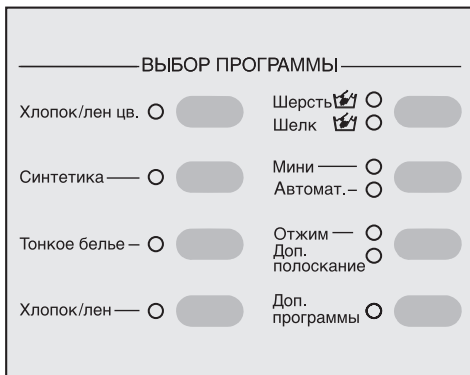 ВЫБОР ПРОГРАММЫ
Хлопок/лен цв.
Синтетика
Тонкое белье
Хлопок/лен
Шерсть
Шелк
Мини
Автомат.
Отжим
Доп.
полоскание
Доп.
программы